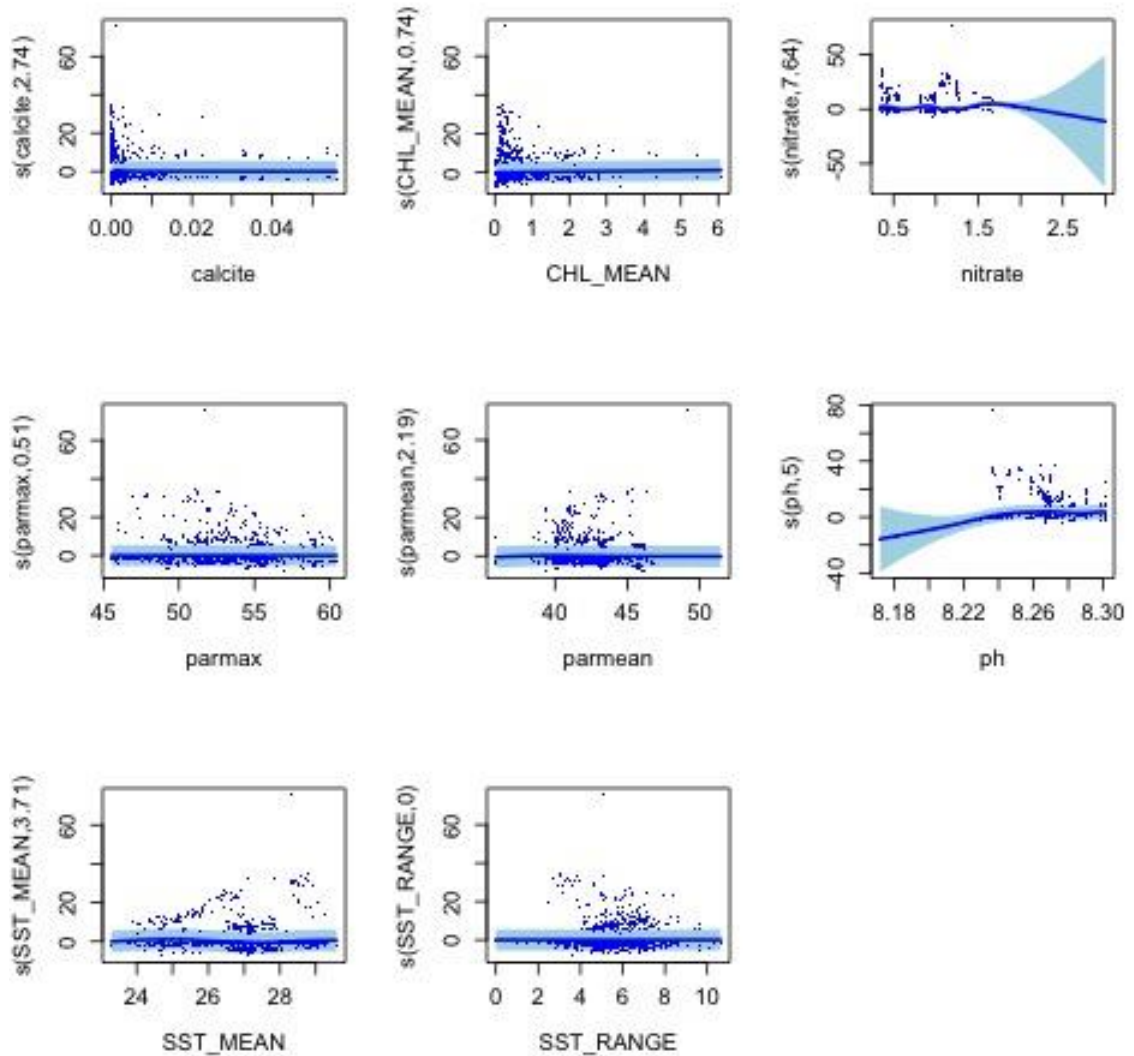 s(calcite,2.74)
60
20
0
0.00 0.02 0.04
calcite
s(CHL_MEAN,0.74)
60
20
0
0 1 2 3 4 5 6
CHL_MEAN
s(nitrate,7.64)
50
0
-50
0.5 1.5 2.5
nitrate
s(parmax,0.51)
60
20
0
45 50 55 60
parmax
s(parmean,2.19)
60
20
0
40 45 50
parmean
s(ph,5)
80
40
0
-40
8.18 8.22 8.26 8.30
ph
s(SST_MEAN,3.71)
60
20
0
24 26 28
SST_MEAN
s(SST_RANGE,0)
60
20
0
0 2 4 6 8 10
SST_RANGE